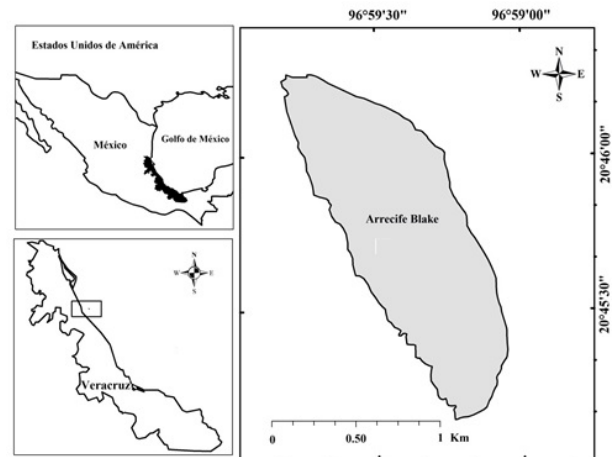 Estados Unidos de América
México
Golfo de México
N
W E
S
Veracruz
96°59'30" 96°59'00"
N
W E
S
20°46'00"
Arrecife Blake
20°45'30"
0 0.50 1 Km